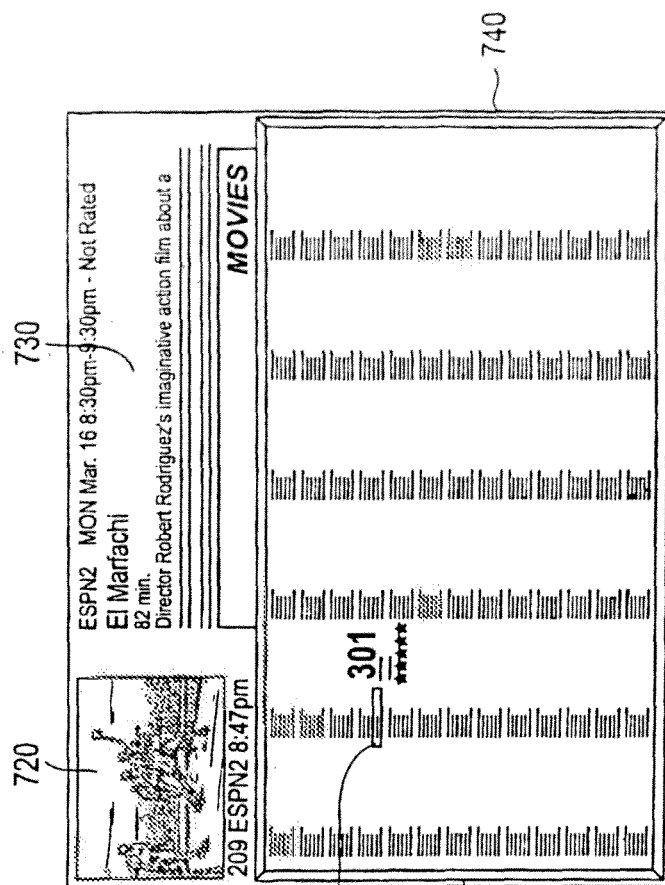 720
730
740
ESPN2 MON Mar. 16 8:30pm-9:30pm - Not Rated
El Marfachi
82 min.
Director Robert Rodriguez's imaginative action film about a
209 ESPN2 8:47pm
MOVIES
301
★★★★★